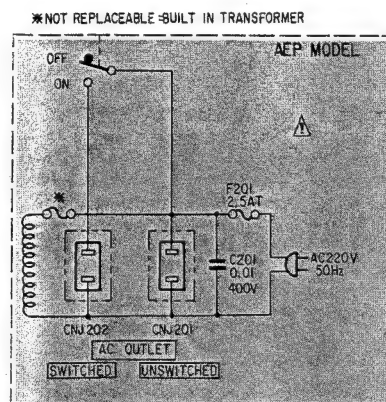 *NOT REPLACEABLE=BUILT IN TRANSFORMER
AEP MODEL
OFF
ON
*
F201
2.5AT
C201
0.01
400V
AC220V
50Hz
CNJ202
CNJ201
AC OUTLET
SWITCHED
UNSWITCHED